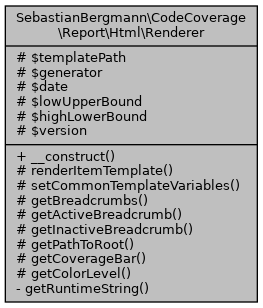 SebastianBergmann\CodeCoverage
\Report\Html\Renderer
# $templatePath
# $generator
# $date
# $lowUpperBound
# $highLowerBound
# $version
+ __construct()
# renderItemTemplate()
# setCommonTemplateVariables()
# getBreadcrumbs()
# getActiveBreadcrumb()
# getInactiveBreadcrumb()
# getPathToRoot()
# getCoverageBar()
# getColorLevel()
- getRuntimeString()